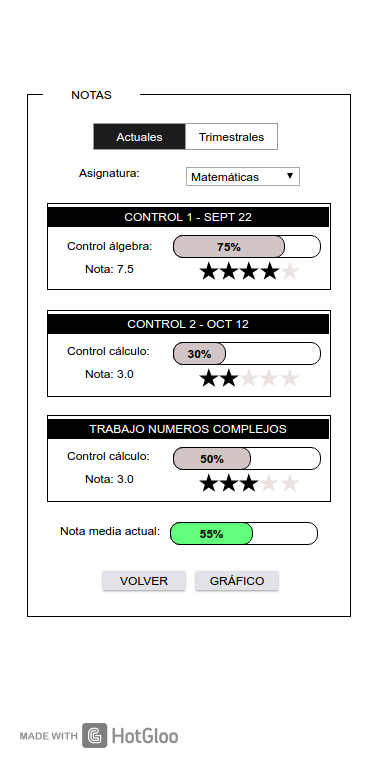 NOTAS
Actuales Trimestrales
Asignatura: Matemáticas
CONTROL 1 - SEPT 22
Control álgebra: 75%
Nota: 7.5
CONTROL 2 - OCT 12
Control cálculo: 30%
Nota: 3.0
TRABAJO NUMEROS COMPLEJOS
Control cálculo: 50%
Nota: 3.0
Nota media actual: 55%
VOLVER GRÁFICO
MADE WITH HotGloo